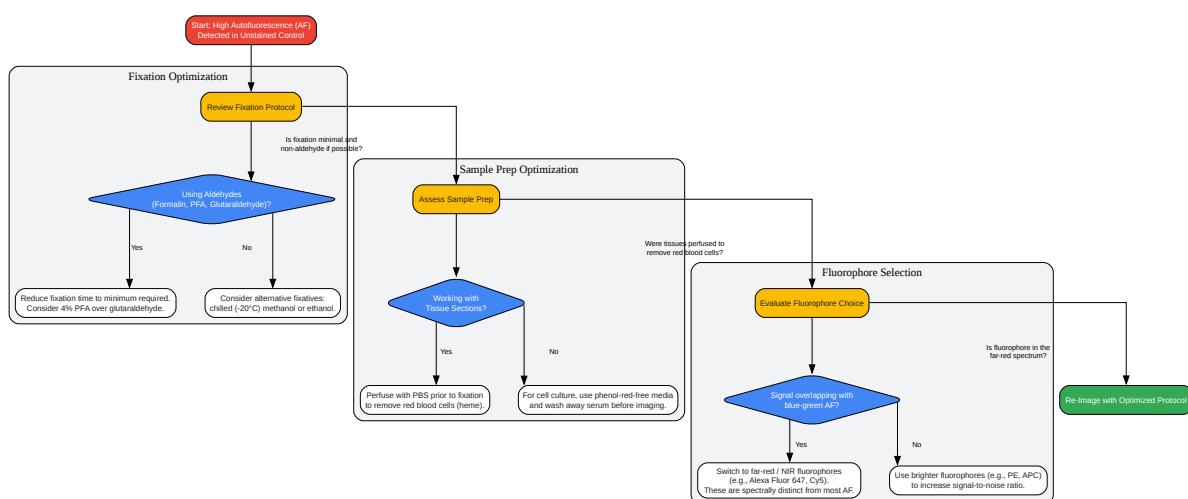 Start: High Autofluorescence (AF)
Detected in Unstained Control
Fixation Optimization
Review Fixation Protocol
Is fixation minimal and
non-aldehyde if possible?
Using Aldehydes
(Formalin, PFA, Glutaraldehyde)?
Yes
No
Reduce fixation time to minimum required.
Consider 4% PFA over glutaraldehyde.
Consider alternative fixatives:
chilled (-20°C) methanol or ethanol.
Sample Prep Optimization
Assess Sample Prep
Were tissues perfused to
remove red blood cells?
Working with
Tissue Sections?
Yes
No
Perfuse with PBS prior to fixation
to remove red blood cells (heme).
For cell culture, use phenol-red-free media
and wash away serum before imaging.
Fluorophore Selection
Evaluate Fluorophore Choice
Is fluorophore in the
far-red spectrum?
Signal overlapping with
blue-green AF?
Yes
No
Switch to far-red / NIR fluorophores
(e.g., Alexa Fluor 647, Cy5).
These are spectrally distinct from most AF.
Use brighter fluorophores (e.g., PE, APC)
to increase signal-to-noise ratio.
Re-Image with Optimized Protocol